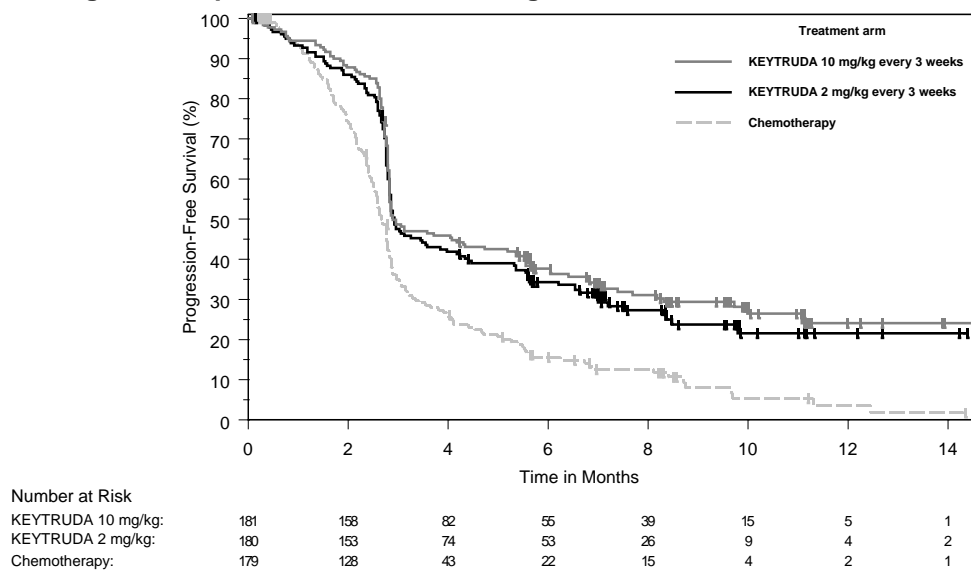 Treatment arm
KEYTRUDA 10 mg/kg every 3 weeks
KEYTRUDA 2 mg/kg every 3 weeks
Chemotherapy
Progression-Free Survival (%)
100
90
80
70
60
50
40
30
20
10
0
0 2 4 6 8 10 12 14
Time in Months
Number at Risk
KEYTRUDA 10 mg/kg: 181 158 82 55 39 15 5 1
KEYTRUDA 2 mg/kg: 180 153 74 53 26 9 4 2
Chemotherapy: 179 128 43 22 15 4 2 1